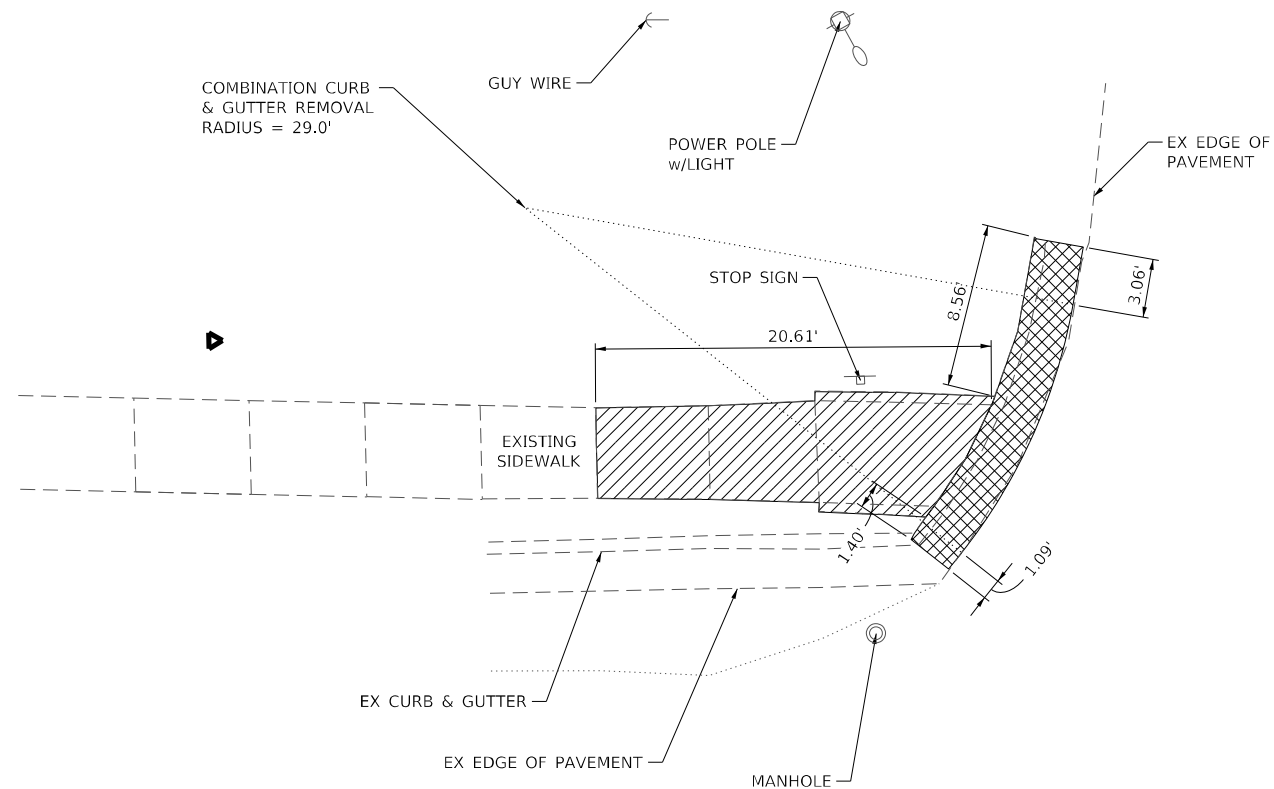 GUY WIRE
COMBINATION CURB
& GUTTER REMOVAL
RADIUS = 29.0'
POWER POLE
w/LIGHT
EX EDGE OF
PAVEMENT
STOP SIGN
8.56'
3.06'
20.61'
EXISTING
SIDEWALK
1.40'
1.09'
EX CURB & GUTTER
EX EDGE OF PAVEMENT
MANHOLE